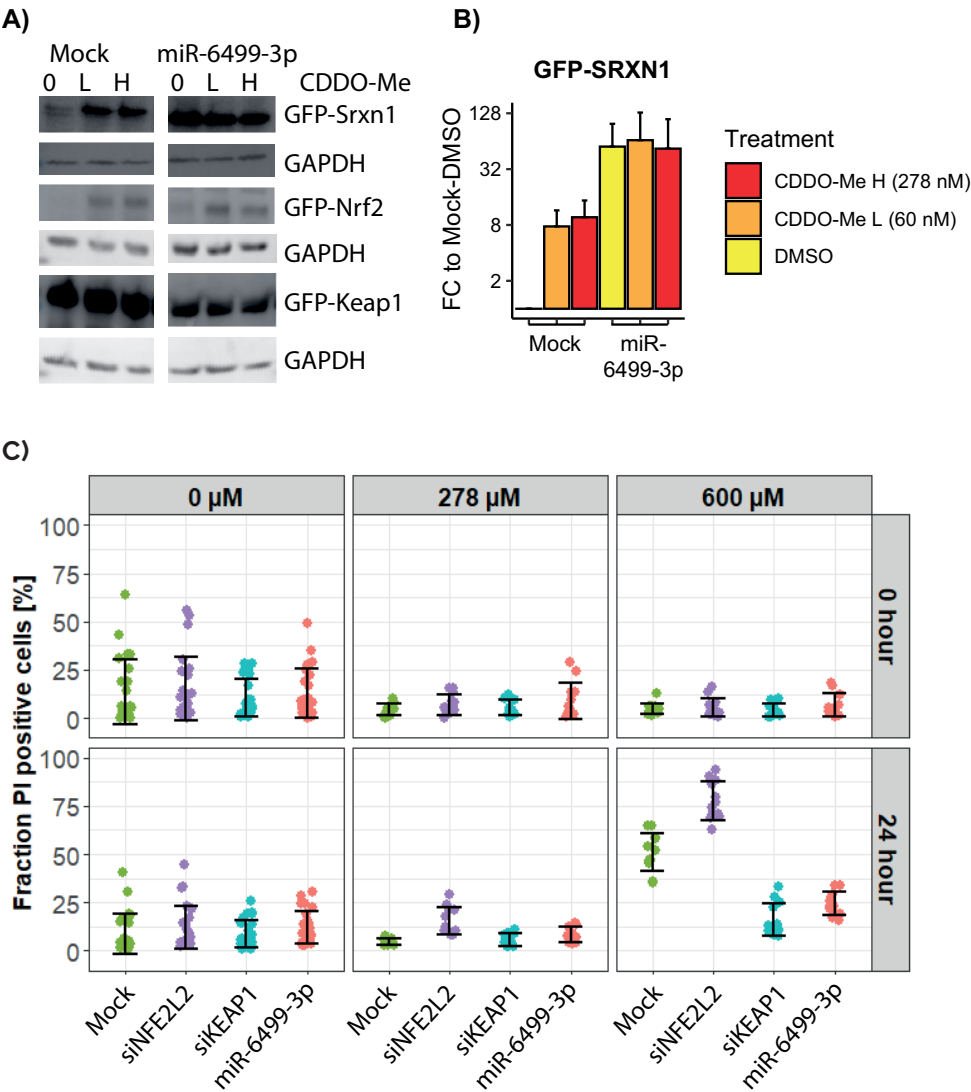 A)
Mock miR-6499-3p
0 L H 0 L H CDDO-Me
GFP-Srxn1
GAPDH
GFP-Nrf2
GAPDH
GFP-Keap1
GAPDH
B)
GFP-SRXN1
FC to Mock-DMSO
128
32
8
2
Mock miR-
6499-3p
Treatment
CDDO-Me H (278 nM)
CDDO-Me L (60 nM)
DMSO
C)
0 µM 278 µM 600 µM
Fraction PI positive cells [%]
100
75
50
25
0
0 hour
100
75
50
25
0
24 hour
Mock siNFE2L2 siKEAP1 miR-6499-3p Mock siNFE2L2 siKEAP1 miR-6499-3p Mock siNFE2L2 siKEAP1 miR-6499-3p